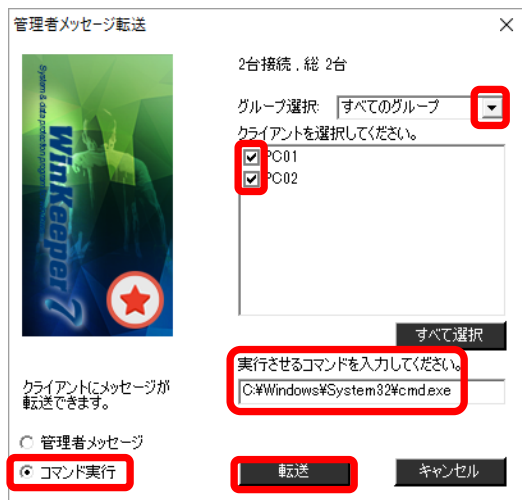 管理者メッセージ転送
2台接続 , 総 2台
グループ選択: すべてのグループ
クライアントを選択してください。
PC01
PC02
System & data protection program
WinKeeper 7
すべて選択
実行させるコマンドを入力してください。
C:¥Windows¥System32¥cmd.exe
クライアントにメッセージが
転送できます。
管理者メッセージ
コマンド実行
転送
キャンセル